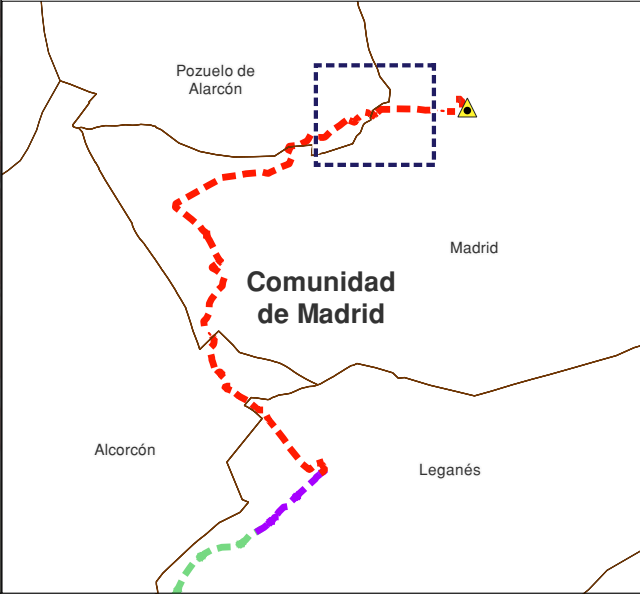 Pozuelo de
Alarcón
Madrid
Comunidad
de Madrid
Alcorcón
Leganés